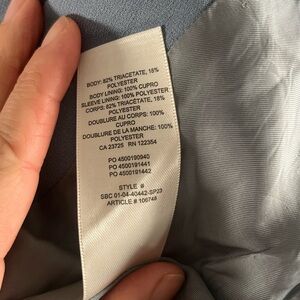 BODY: 82% TRIACETATE, 18%
POLYESTER
BODY LINING: 100% CUPRO
SLEEVE LINING: 100% POLYESTER
CORPS: 82% TRIACÉTATE, 18%
POLYESTER
DOUBLURE AU CORPS: 100%
CUPRO
DOUBLURE DE LA MANCHE: 100%
POLYESTER
CA 23725 RN 122354
PO 4500190940
PO 4500191441
PO 4500191442
STYLE #
SBC 01-04-40442-SP23
ARTICLE # 100748